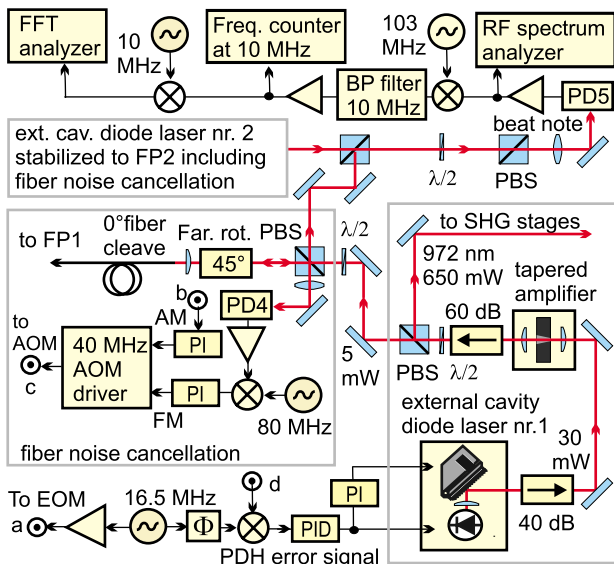 FFT
analyzer
10
MHz
Freq. counter
at 10 MHz
103
MHz
RF spectrum
analyzer
BP filter
10 MHz
PD5
beat note
ext. cav. diode laser nr. 2
stabilized to FP2 including
fiber noise cancellation
λ/2
PBS
0°fiber
cleave
to FP1
Far. rot.
PBS
λ/2
45°
to SHG stages
972 nm
650 mW
tapered
amplifier
60 dB
b
AM
PD4
to
AOM
c
40 MHz
AOM
driver
PI
PI
FM
80 MHz
fiber noise cancellation
5
mW
PBS
λ/2
external cavity
diode laser nr.1
30
mW
40 dB
To EOM
a
16.5 MHz
Φ
d
PID
PI
PDH error signal